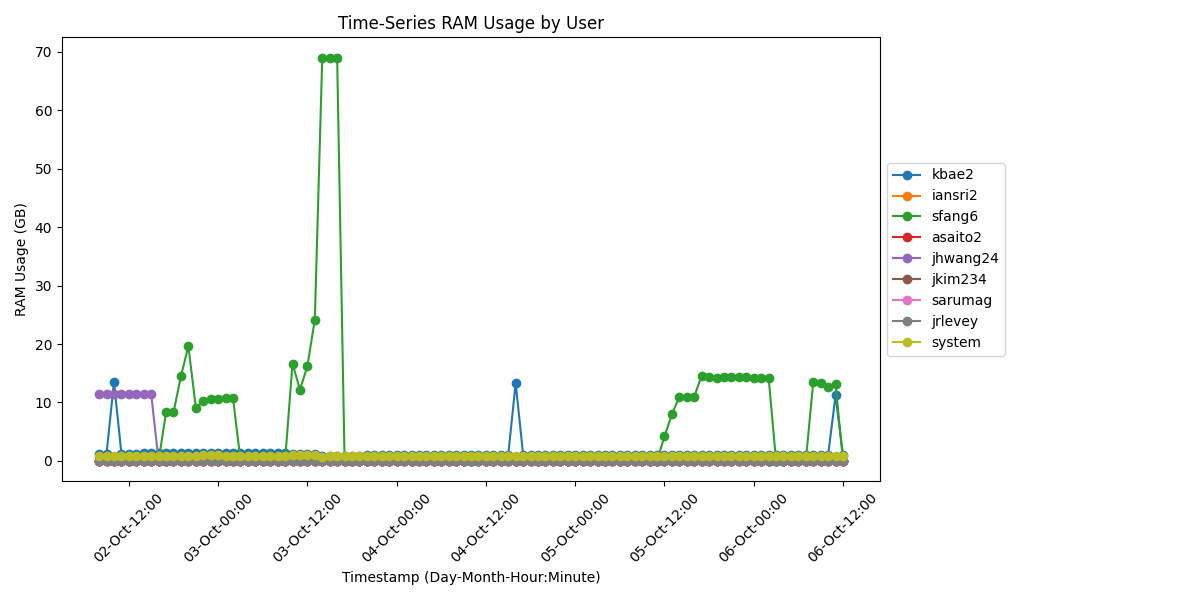 Time-Series RAM Usage by User
RAM Usage (GB)
70
60
50
40
30
20
10
0
02-Oct-12:00
03-Oct-00:00
03-Oct-12:00
04-Oct-00:00
04-Oct-12:00
05-Oct-00:00
05-Oct-12:00
06-Oct-00:00
06-Oct-12:00
Timestamp (Day-Month-Hour:Minute)
kbae2
iansri2
sfang6
asaito2
jhwang24
jkim234
sarumag
jrlevey
system